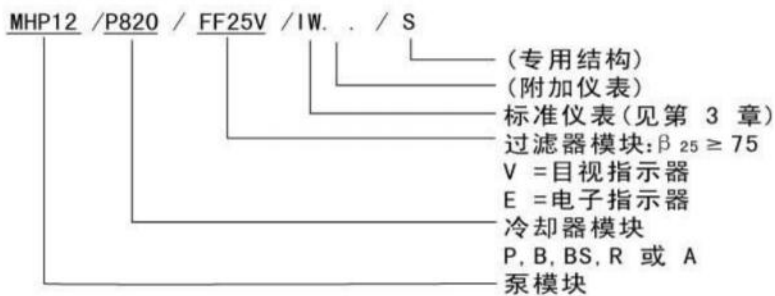 MHP12 /P820 / FF25V /IW. . / S
(专用结构)
(附加仪表)
标准仪表(见第 3 章)
过滤器模块:β 25 ≥ 75
V =目视指示器
E =电子指示器
冷却器模块
P, B, BS, R 或 A
泵模块